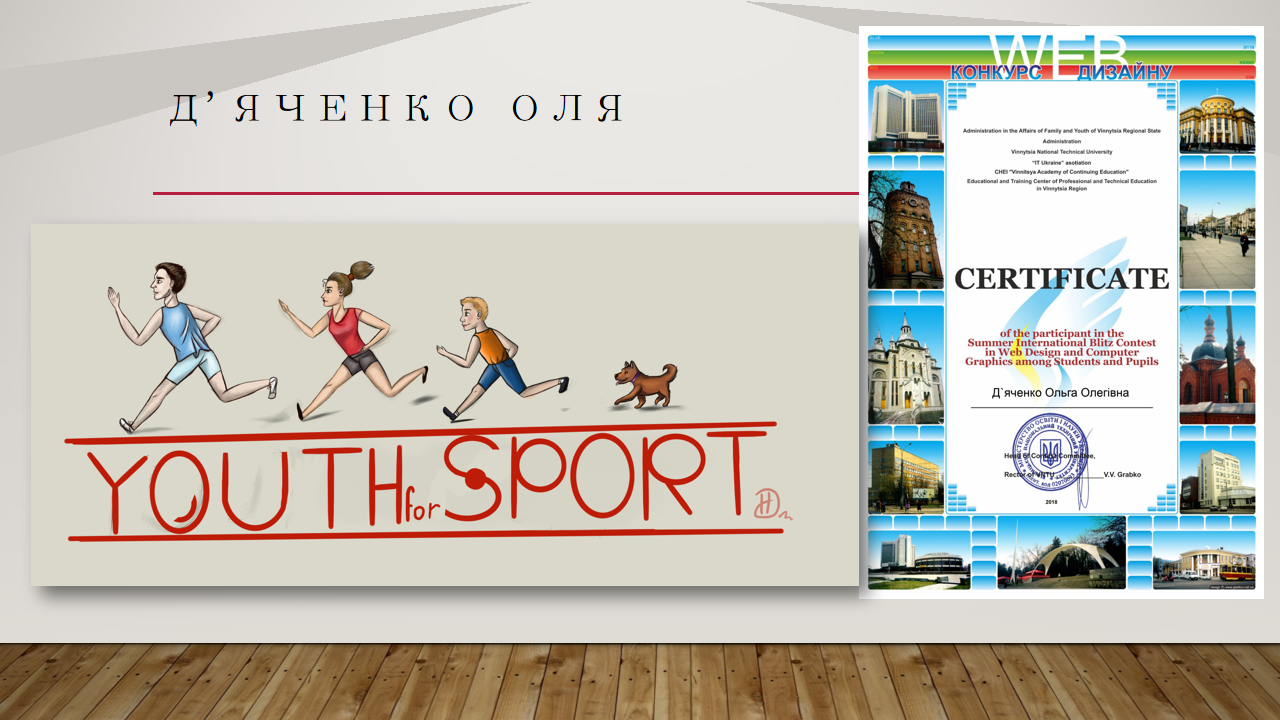 Д’ЯЧЕНКО ОЛЯ
YOUTH for SPORT
WEB
КОНКУРС ДИЗАЙНУ
Administration in the Affairs of Family and Youth of Vinnytsia Regional State
Administration
Vinnytsia National Technical University
"IT Ukraine" asotiation
CHEI "Vinnitsya Academy of Continuing Education"
Educational and Training Center of Professional and Technical Education
in Vinnytsia Region
CERTIFICATE
of the participant in the
Summer International Blitz Contest
in Web Design and Computer
Graphics among Students and Pupils
Д`яченко Ольга Олегівна
Head of Contest Committee,
Rector of VNTU V.V. Grabko
2018